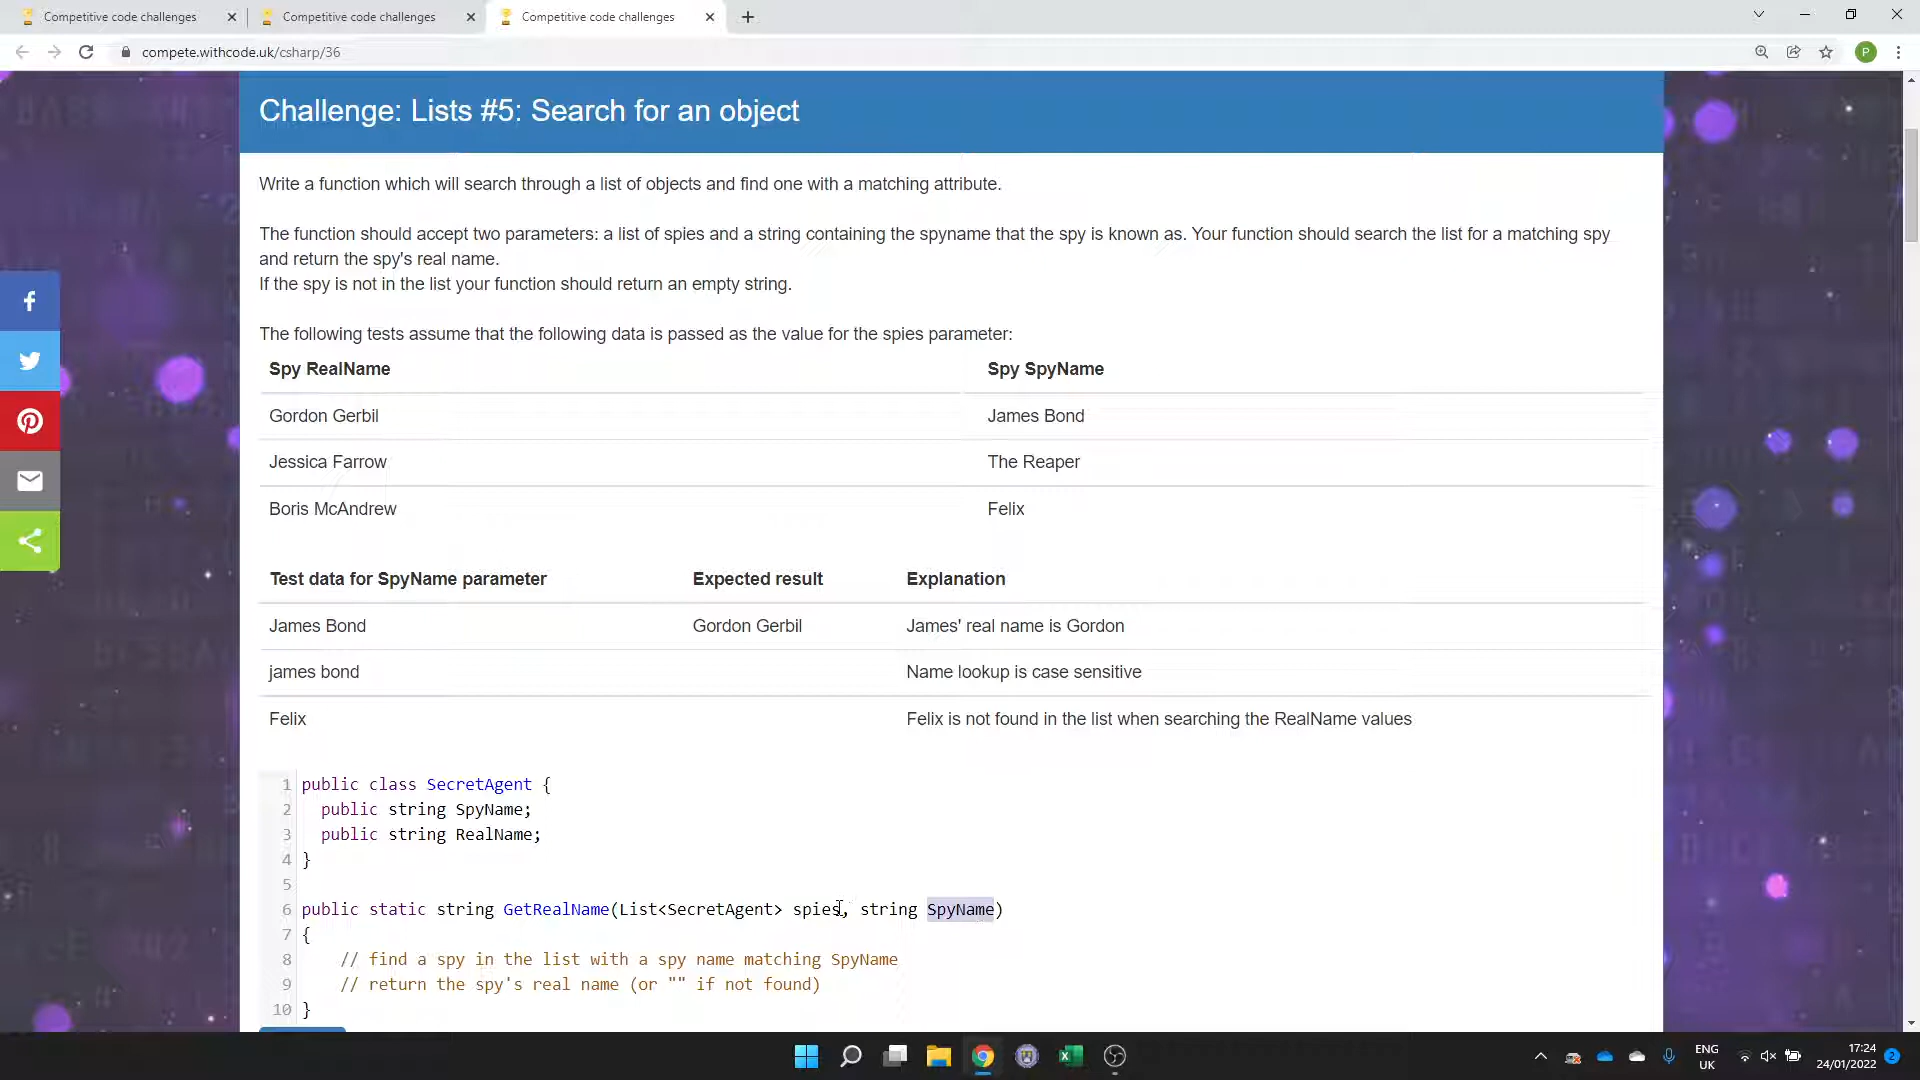 Competitive code challenges
Competitive code challenges
Competitive code challenges
compete.withcode.uk/csharp/36
P
Challenge: Lists #5: Search for an object
Write a function which will search through a list of objects and find one with a matching attribute.
The function should accept two parameters: a list of spies and a string containing the spyname that the spy is known as. Your function should search the list for a matching spy
and return the spy's real name.
If the spy is not in the list your function should return an empty string.
The following tests assume that the following data is passed as the value for the spies parameter:
Spy RealName Spy SpyName
Gordon Gerbil James Bond
Jessica Farrow The Reaper
Boris McAndrew Felix
Test data for SpyName parameter Expected result Explanation
James Bond Gordon Gerbil James' real name is Gordon
james bond Name lookup is case sensitive
Felix Felix is not found in the list when searching the RealName values
1 public class SecretAgent {
2 public string SpyName;
3 public string RealName;
4 }
5
6 public static string GetRealName(List<SecretAgent> spies, string SpyName)
7 {
8 // find a spy in the list with a spy name matching SpyName
9 // return the spy's real name (or "" if not found)
10 }
ENG
UK
17:24
24/01/2022
2